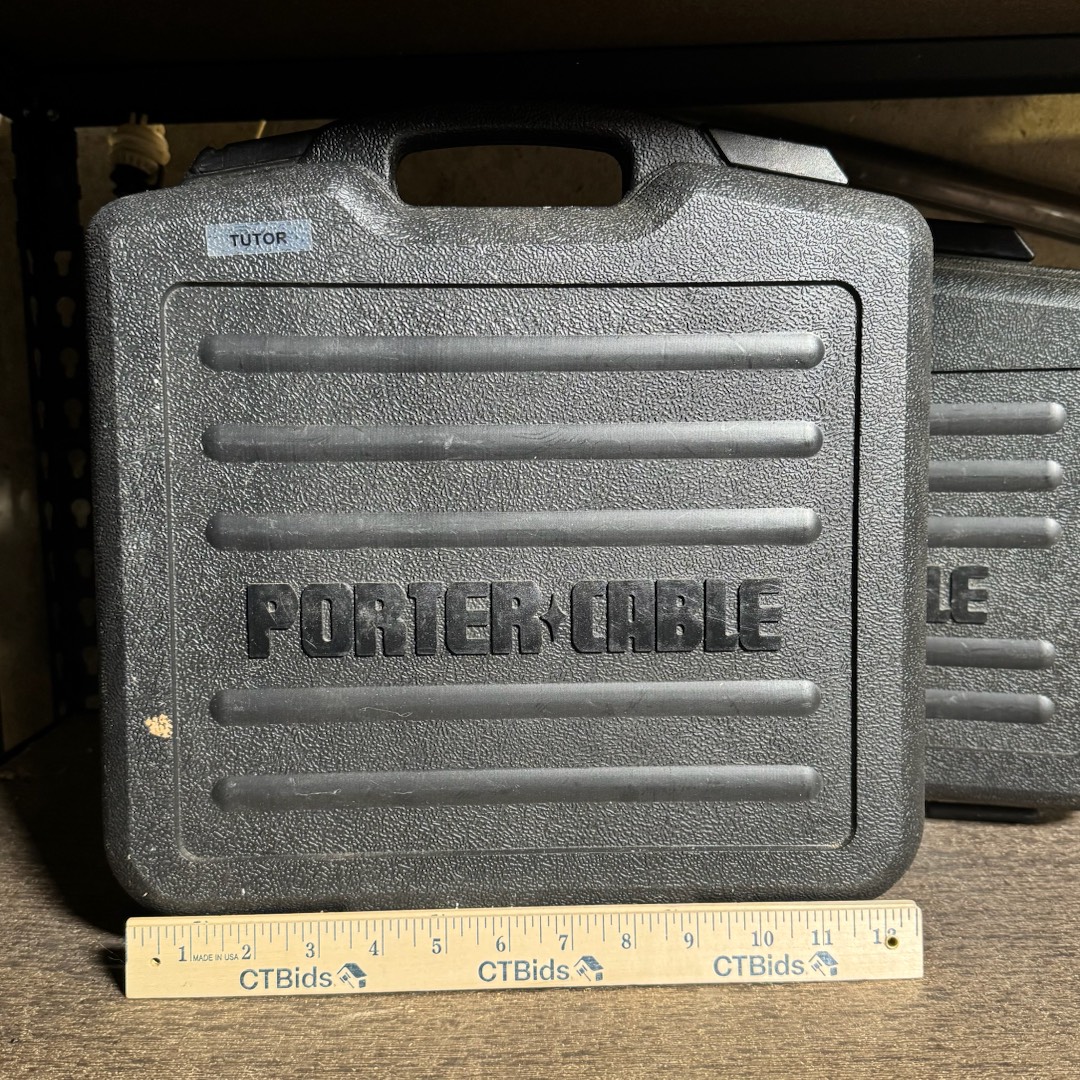 TUTOR
PORTER CABLE
LE
1 2 3 4 5 6 7 8 9 10 11 12
MADE IN USA
CTBids CTBids CTBids